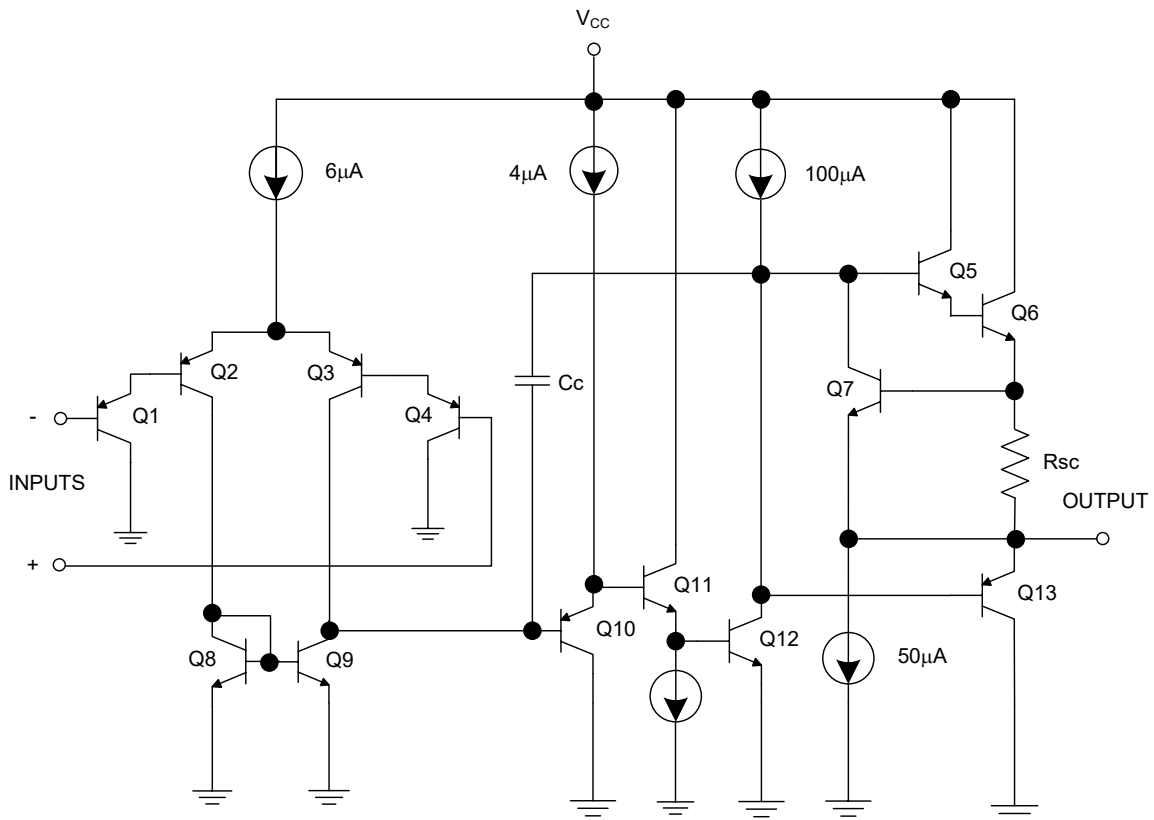 VCC
6μA
4μA
100μA
Q5
Q6
Q2
Q3
Q7
Cc
-
Q1
Q4
Rsc
INPUTS
OUTPUT
+
Q11
Q13
Q10
Q12
Q8
Q9
50μA